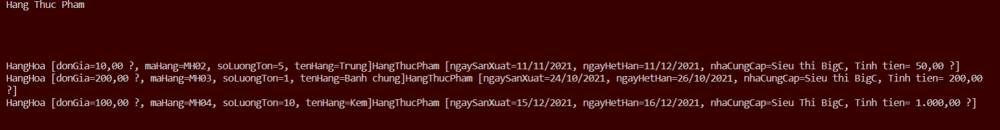 Hang Thuc Pham
HangHoa [donGia=10,00 ?, maHang=MH02, soLuongTon=5, tenHang=Trung]HangThucPham [ngaySanXuat=11/11/2021, ngayHetHan=11/12/2021, nhaCungCap=Sieu thi BigC, Tinh tien= 50,00 ?]
HangHoa [donGia=200,00 ?, maHang=MH03, soLuongTon=1, tenHang=Banh chung]HangThucPham [ngaySanXuat=24/10/2021, ngayHetHan=26/10/2021, nhaCungCap=Sieu thi BigC, Tinh tien= 200,00
?]
HangHoa [donGia=100,00 ?, maHang=MH04, soLuongTon=10, tenHang=Kem]HangThucPham [ngaySanXuat=15/12/2021, ngayHetHan=16/12/2021, nhaCungCap=Sieu Thi BigC, Tinh tien= 1.000,00 ?]